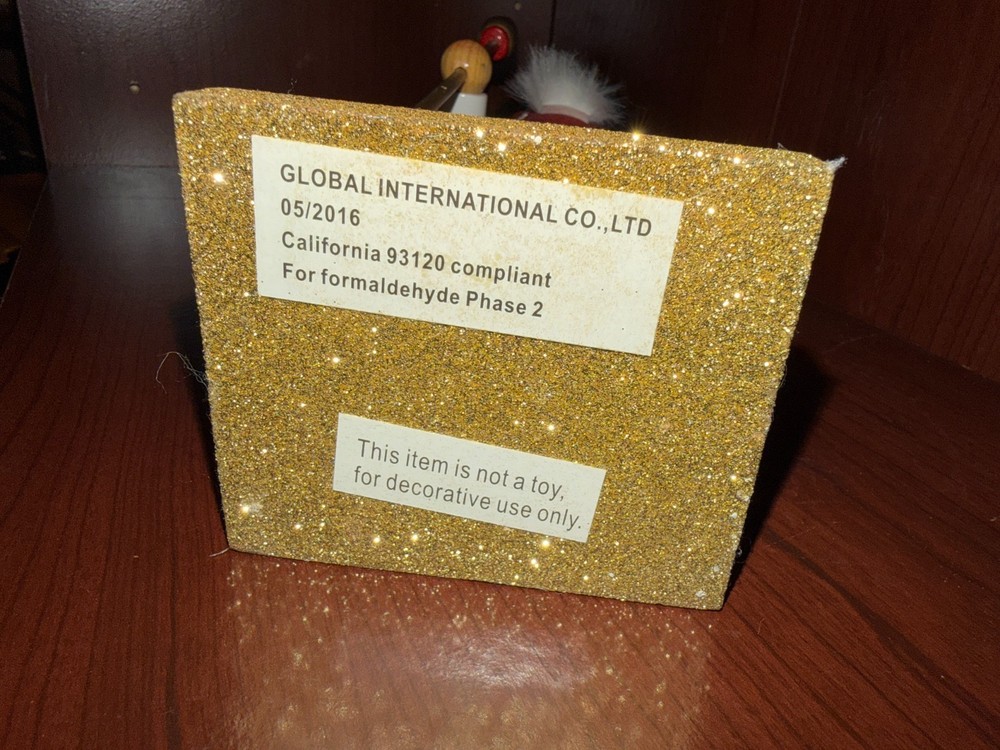 GLOBAL INTERNATIONAL CO.,LTD
05/2016
California 93120 compliant
For formaldehyde Phase 2
This item is not a toy,
for decorative use only.